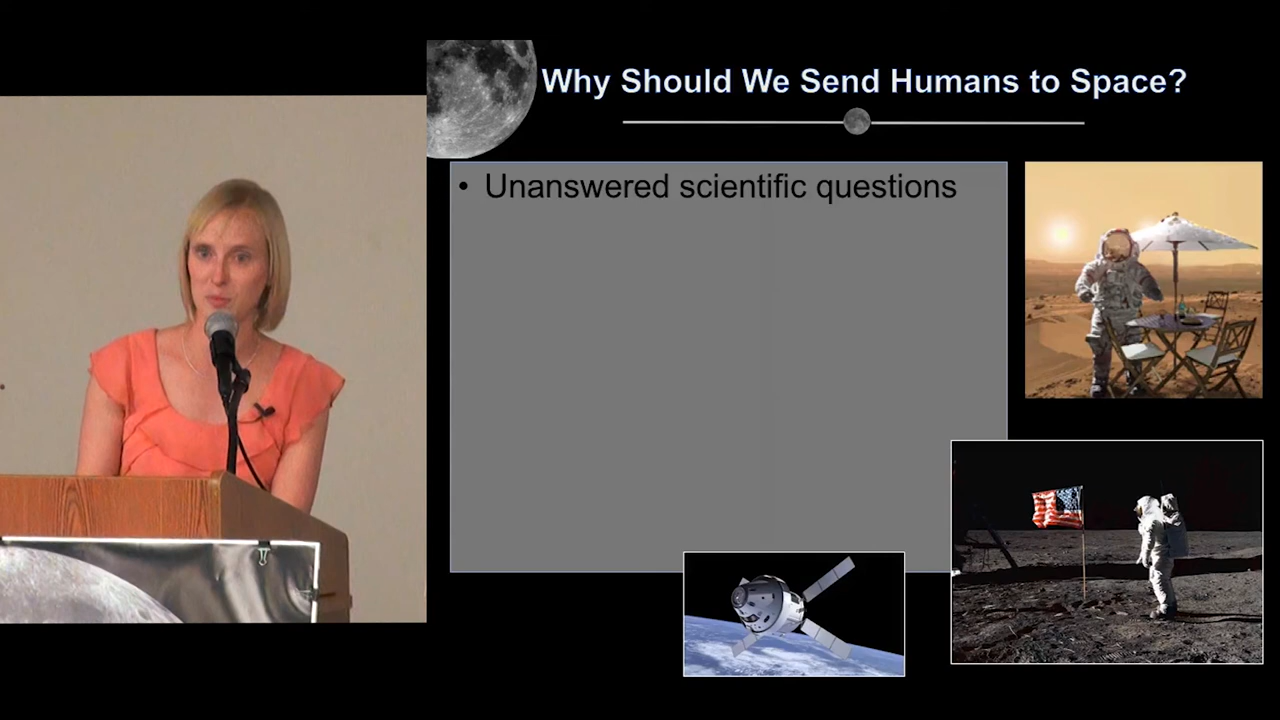 Why Should We Send Humans to Space?
• Unanswered scientific questions